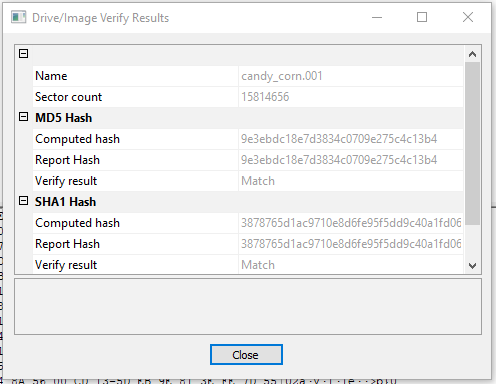 Drive/Image Verify Results
Name candy_corn.001
Sector count 15814656
MD5 Hash
Computed hash 9e3ebdc18e7d3834c0709e275c4c13b4
Report Hash 9e3ebdc18e7d3834c0709e275c4c13b4
Verify result Match
SHA1 Hash
Computed hash 3878765d1ac9710e8d6fe95f5dd9c40a1fd06
Report Hash 3878765d1ac9710e8d6fe95f5dd9c40a1fd06
Verify result Match
Close